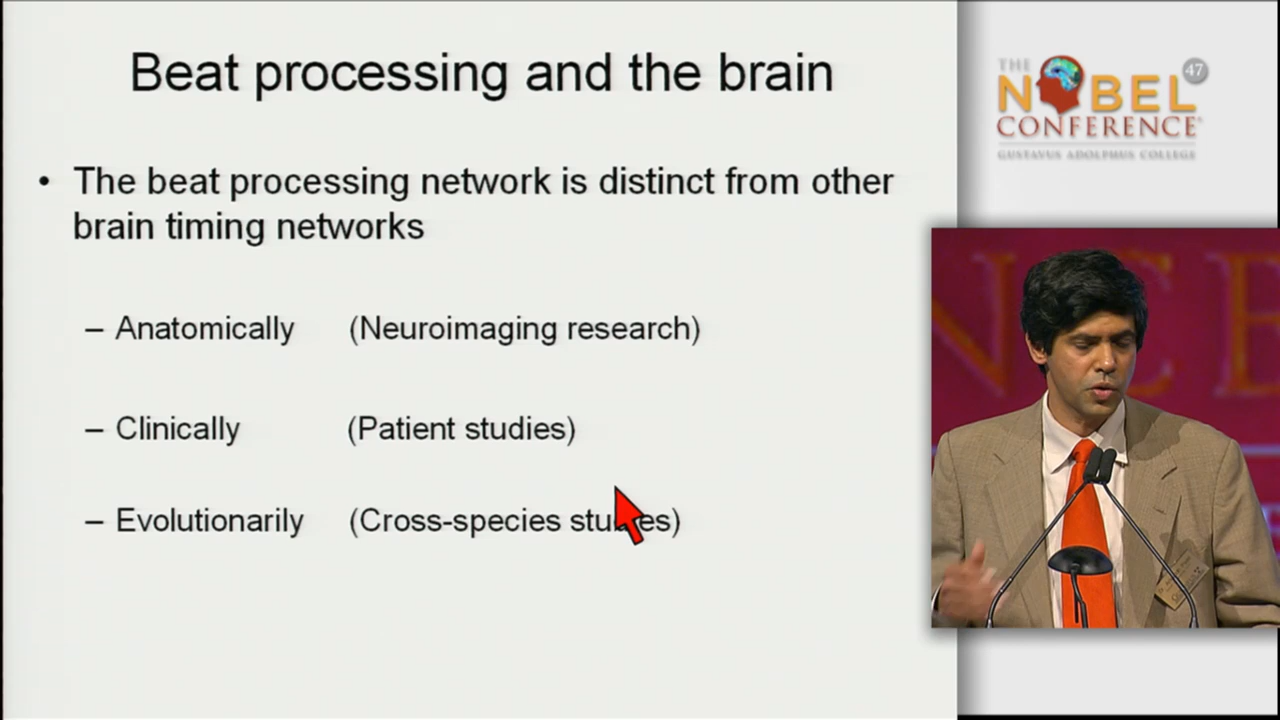 Beat processing and the brain
• The beat processing network is distinct from other
brain timing networks
– Anatomically (Neuroimaging research)
– Clinically (Patient studies)
– Evolutionarily (Cross-species studies)
THE
NOBEL 47
CONFERENCE
GUSTAVUS ADOLPHUS COLLEGE
NCE